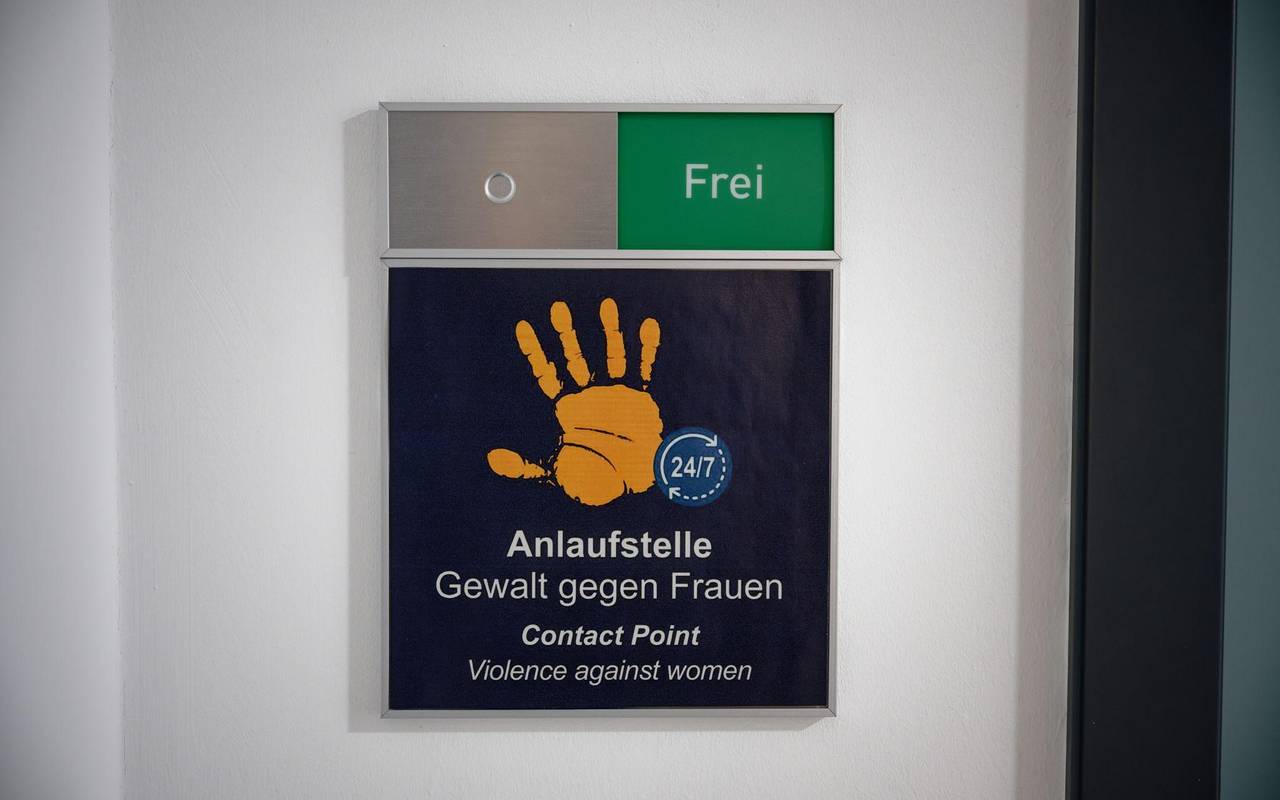 Frei
24/7
Anlaufstelle
Gewalt gegen Frauen
Contact Point
Violence against women